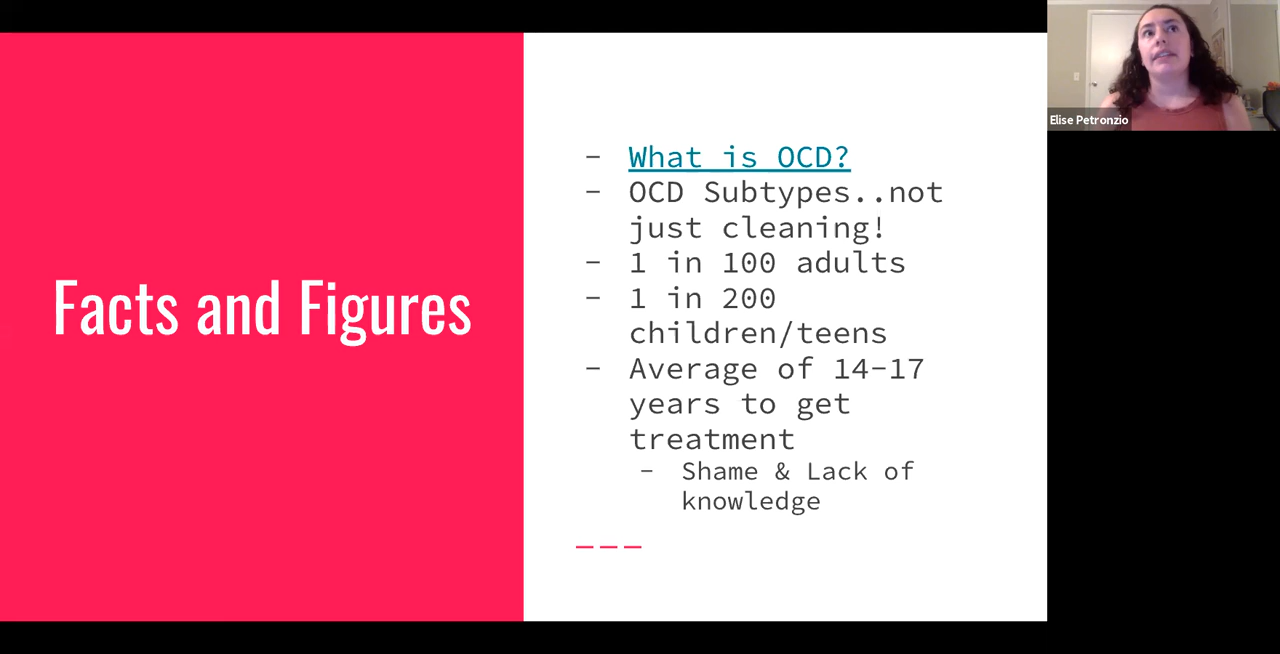 Facts and Figures
- What is OCD?
- OCD Subtypes..not
just cleaning!
- 1 in 100 adults
- 1 in 200
children/teens
- Average of 14-17
years to get
treatment
- Shame & Lack of
knowledge
Elise Petronzio